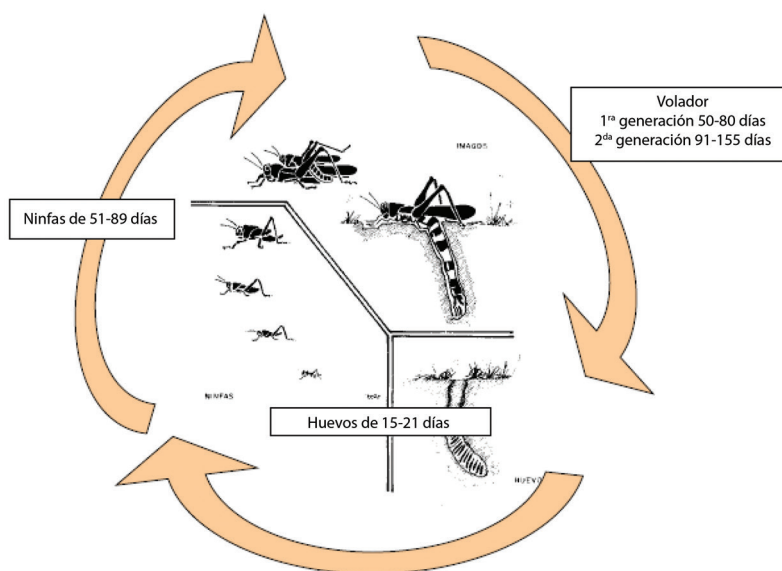 Volador
1ra generación 50-80 días
2da generación 91-155 días
IMAGOS
Ninfas de 51-89 días
NINFAS
Huevos de 15-21 días
HUEVO